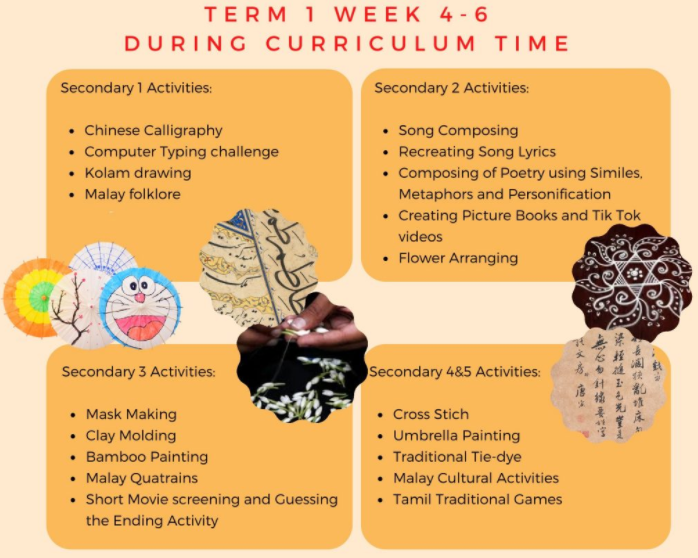 TERM 1 WEEK 4-6
DURING CURRICULUM TIME
Secondary 1 Activities:
• Chinese Calligraphy
• Computer Typing challenge
• Kolam drawing
• Malay folklore
Secondary 2 Activities:
• Song Composing
• Recreating Song Lyrics
• Composing of Poetry using Similes,
Metaphors and Personification
• Creating Picture Books and Tik Tok
videos
• Flower Arranging
Secondary 3 Activities:
• Mask Making
• Clay Molding
• Bamboo Painting
• Malay Quatrains
• Short Movie screening and Guessing
the Ending Activity
Secondary 4&5 Activities:
• Cross Stich
• Umbrella Painting
• Traditional Tie-dye
• Malay Cultural Activities
• Tamil Traditional Games